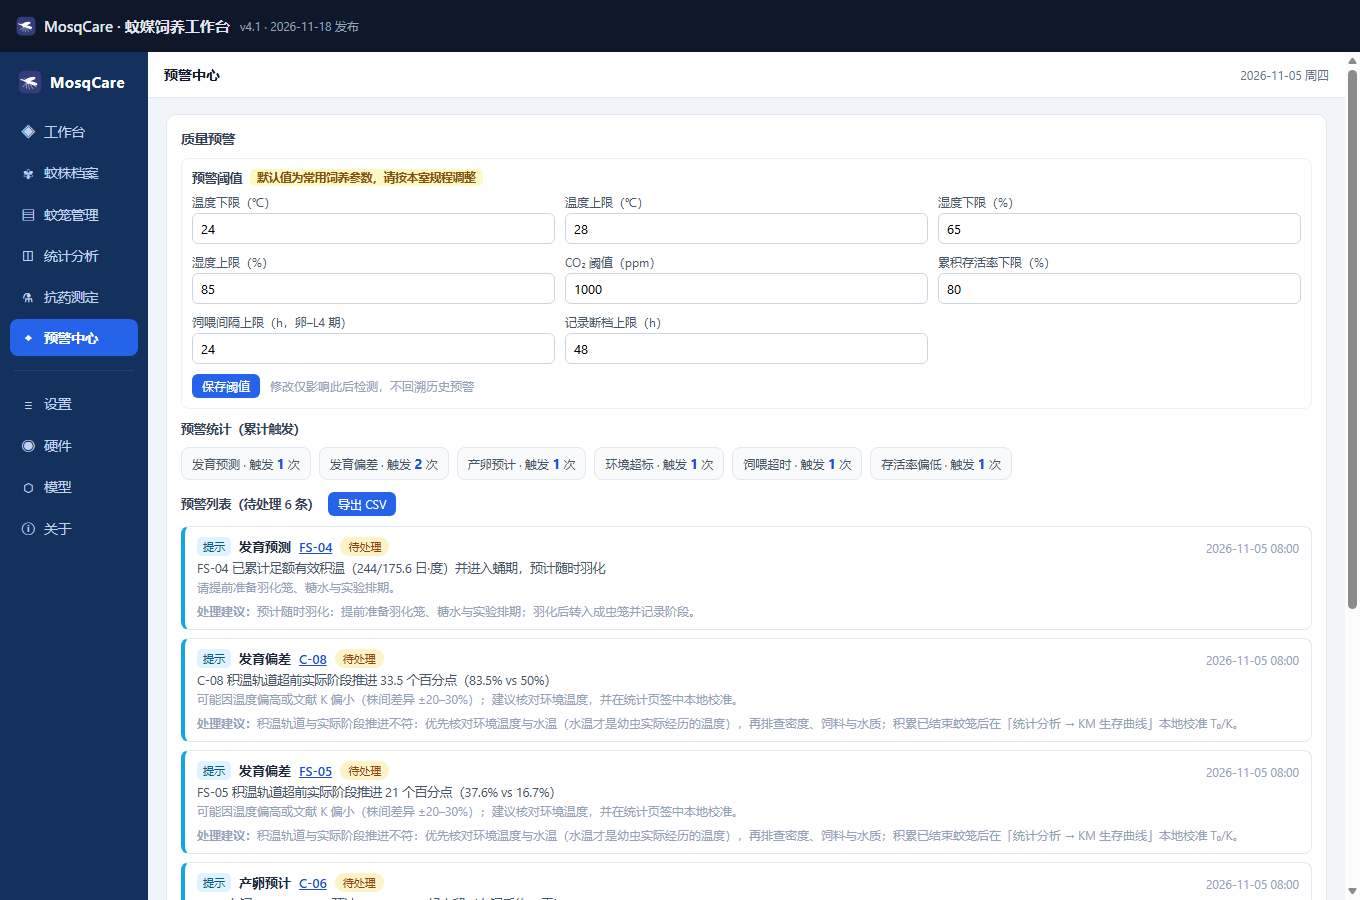 MosqCare · 蚊媒饲养工作台 v4.1 · 2026-11-18 发布
MosqCare
工作台
蚊株档案
蚊笼管理
统计分析
抗药测定
预警中心
设置
硬件
模型
关于
预警中心
2026-11-05 周四
质量预警
预警阈值 默认值为常用饲养参数，请按本室规程调整
温度下限（℃） 温度上限（℃） 湿度下限（%）
24 28 65
湿度上限（%） CO₂ 阈值（ppm） 累积存活率下限（%）
85 1000 80
饲喂间隔上限（h，卵–L4 期） 记录断档上限（h）
24 48
保存阈值 修改仅影响此后检测，不回溯历史预警
预警统计（累计触发）
发育预测 · 触发 1 次 发育偏差 · 触发 2 次 产卵预计 · 触发 1 次 环境超标 · 触发 1 次 饲喂超时 · 触发 1 次 存活率偏低 · 触发 1 次
预警列表（待处理 6 条） 导出 CSV
提示 发育预测 FS-04 待处理 2026-11-05 08:00
FS-04 已累计足额有效积温（244/175.6 日·度）并进入蛹期，预计随时羽化
请提前准备羽化笼、糖水与实验排期。
处理建议：预计随时羽化：提前准备羽化笼、糖水与实验排期；羽化后转入成虫笼并记录阶段。
提示 发育偏差 C-08 待处理 2026-11-05 08:00
C-08 积温轨道超前实际阶段推进 33.5 个百分点（83.5% vs 50%）
可能因温度偏高或文献 K 偏小（株间差异 ±20–30%）；建议核对环境温度，并在统计页签中本地校准。
处理建议：积温轨道与实际阶段推进不符：优先核对环境温度与水温（水温才是幼虫实际经历的温度），再排查密度、饲料与水质；积累已结束蚊笼后在「统计分析 → KM 生存曲线」本地校准 T₀/K。
提示 发育偏差 FS-05 待处理 2026-11-05 08:00
FS-05 积温轨道超前实际阶段推进 21 个百分点（37.6% vs 16.7%）
可能因温度偏高或文献 K 偏小（株间差异 ±20–30%）；建议核对环境温度，并在统计页签中本地校准。
处理建议：积温轨道与实际阶段推进不符：优先核对环境温度与水温（水温才是幼虫实际经历的温度），再排查密度、饲料与水质；积累已结束蚊笼后在「统计分析 → KM 生存曲线」本地校准 T₀/K。
提示 产卵预计 C-06 待处理 2026-11-05 08:00